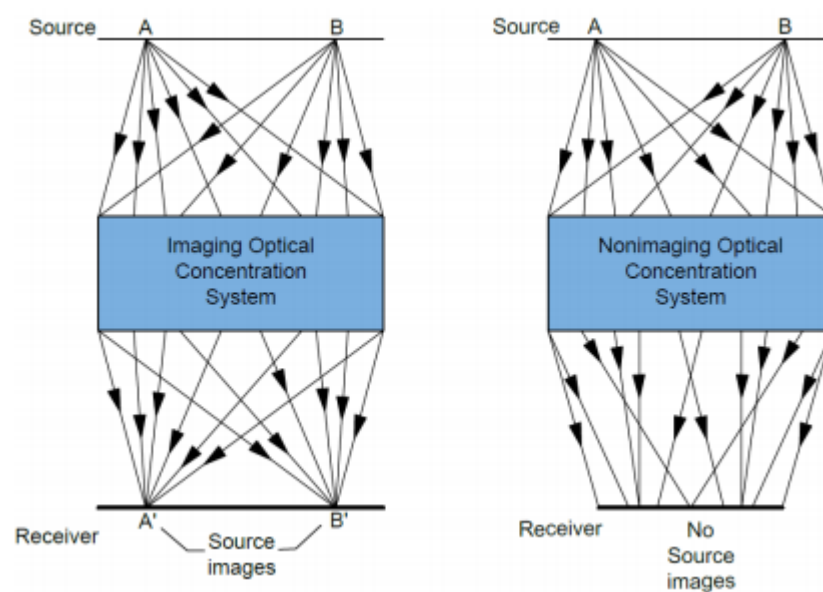 Source A B
Imaging Optical
Concentration
System
Receiver A' B'
Source
images
Source A B
Nonimaging Optical
Concentration
System
Receiver No
Source
images